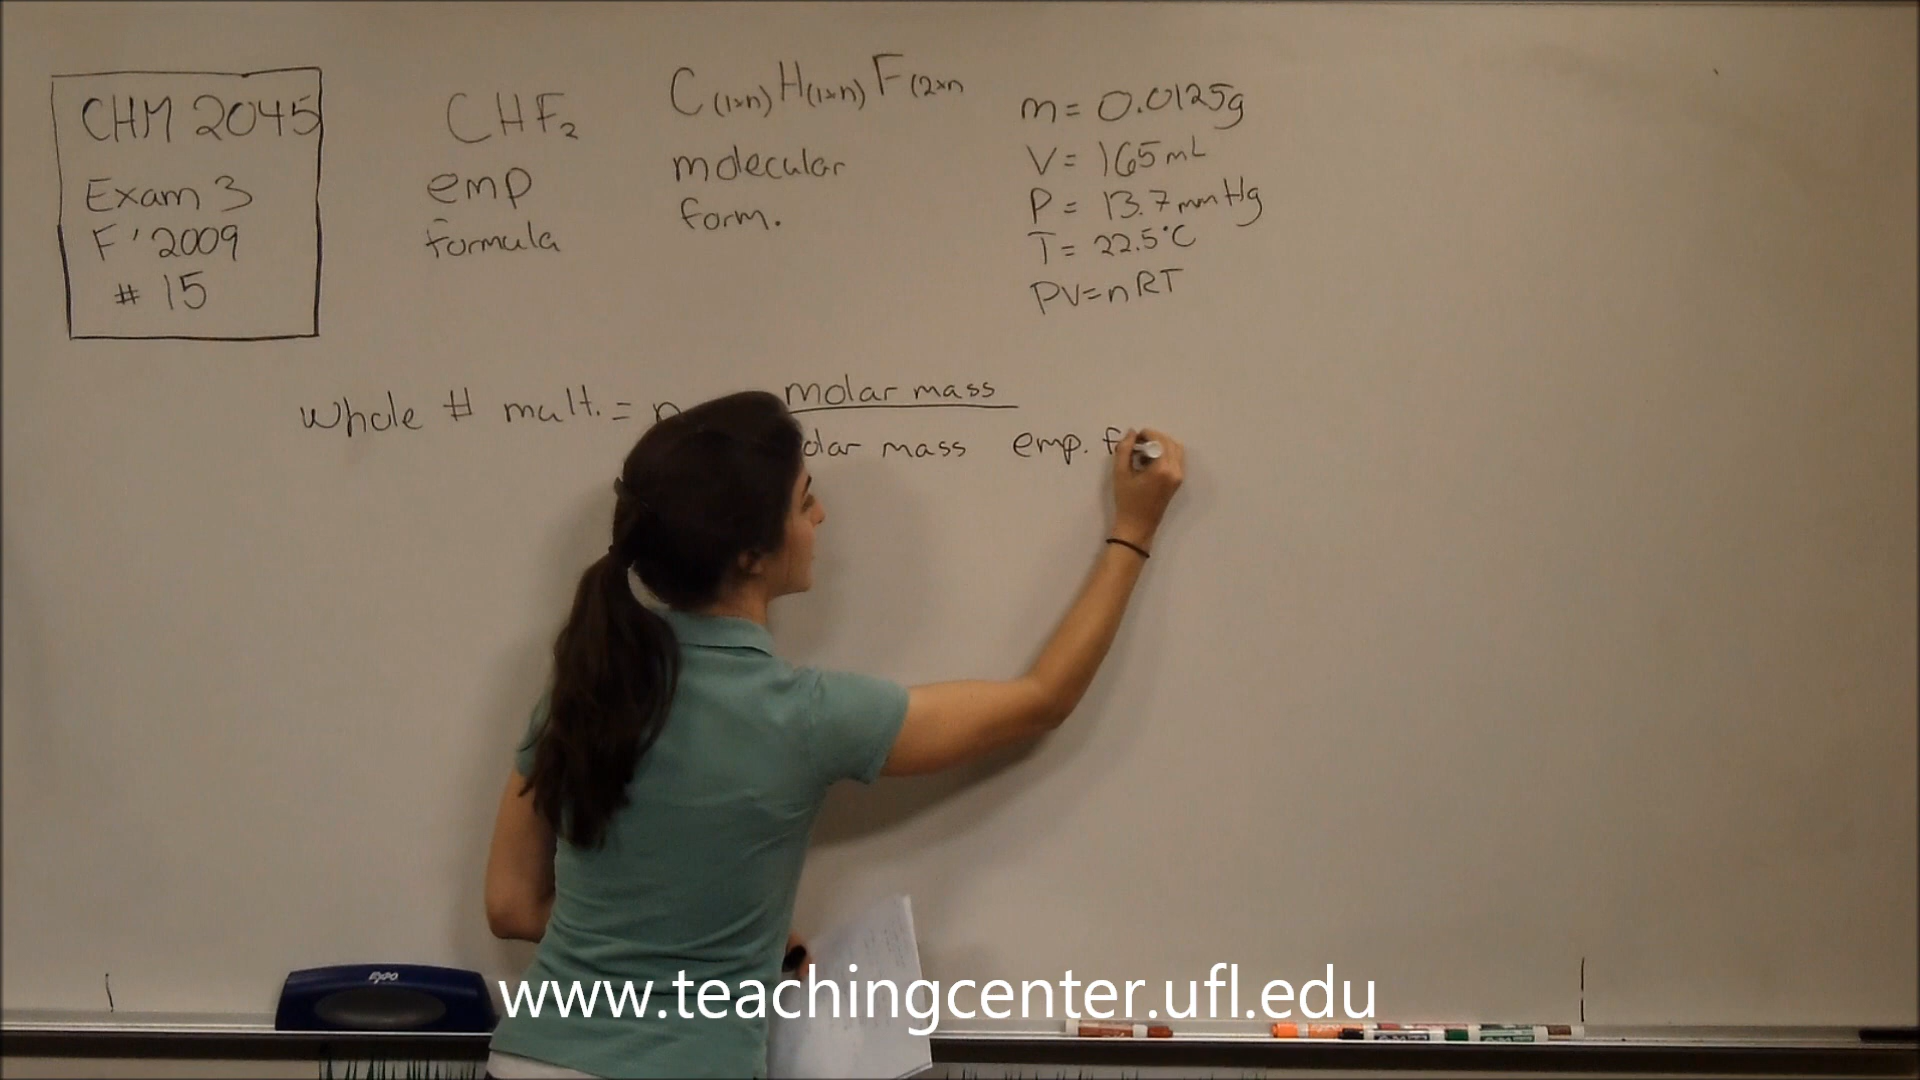 CHM 2045
Exam 3
F '2009
# 15
CHF₂
emp
formula
C(1×n)H(1×n)F(2×n
molecular
form.
m = 0.0125g
V = 165mL
P = 13.7mmHg
T = 22.5°C
PV=nRT
Whole # mult. = n
molar mass
olar mass emp. f
EXPO
www.teachingcenter.ufl.edu